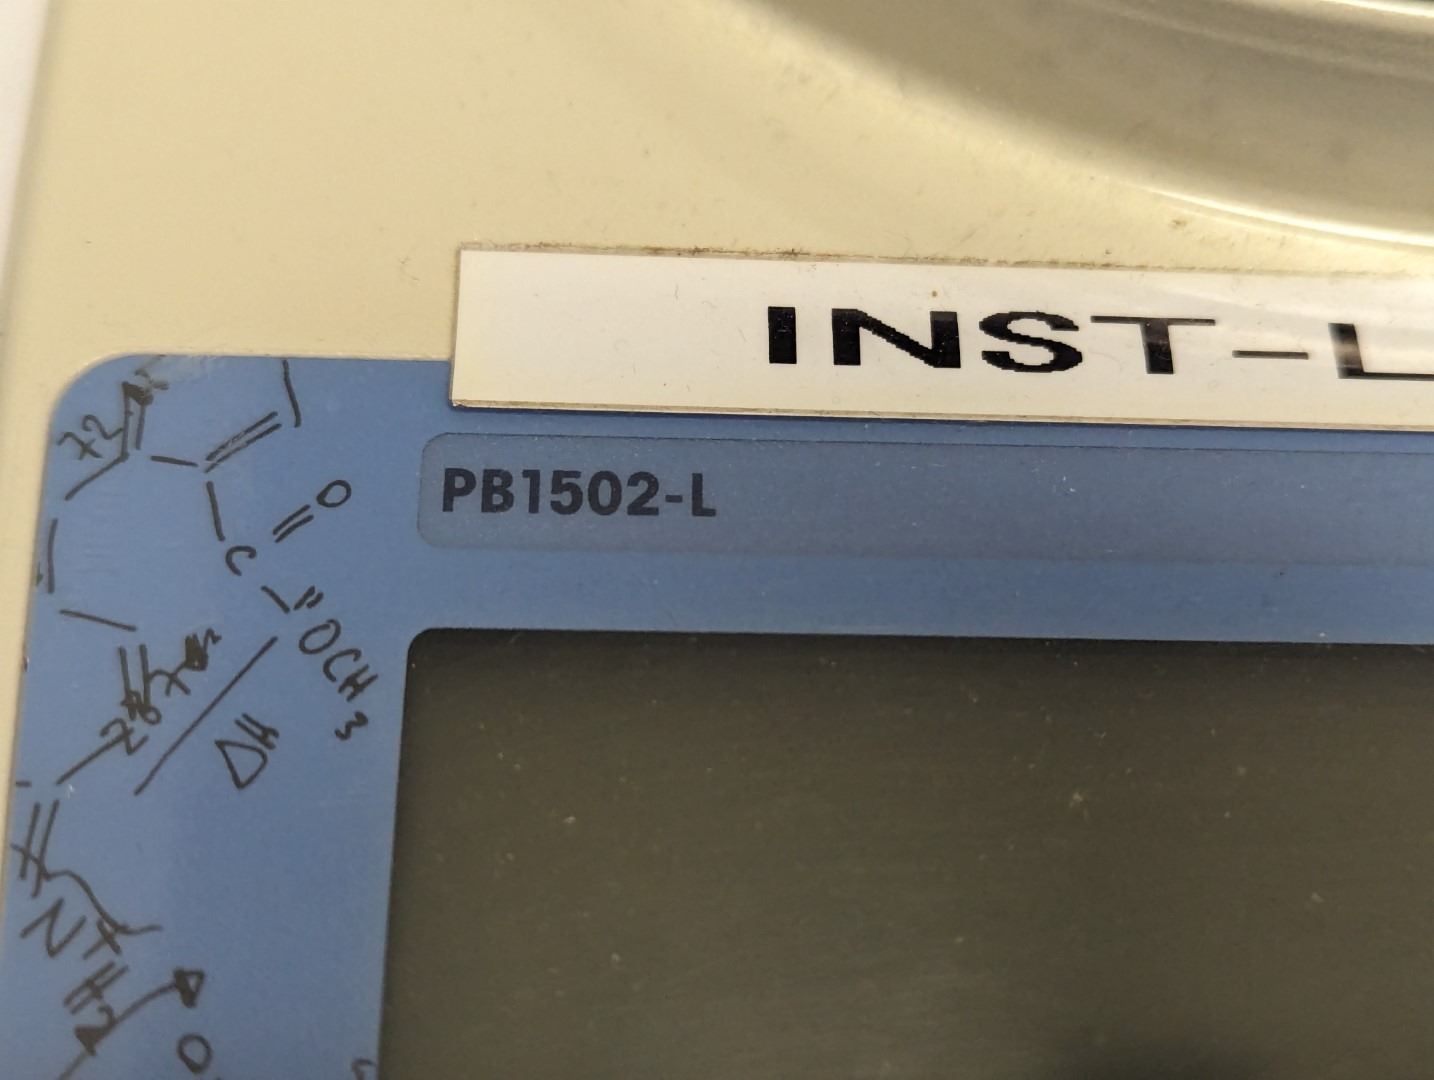 INST-L
PB1502-L
O
C
OCH3
ΔH
O